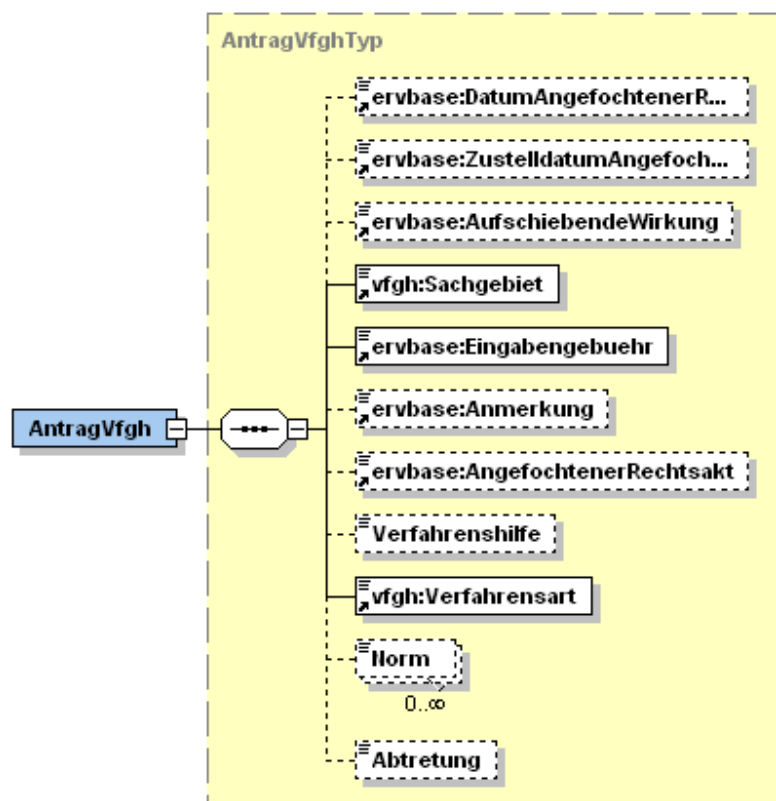 AntragVfghTyp
ervbase:DatumAngefochtenerR...
ervbase:ZustelldatumAngefoch...
ervbase:AufschiebendeWirkung
vfgh:Sachgebiet
ervbase:Eingabengebuehr
AntragVfgh
ervbase:Anmerkung
ervbase:AngefochtenerRechtsakt
Verfahrenshilfe
vfgh:Verfahrensart
Norm
0..∞
Abtretung